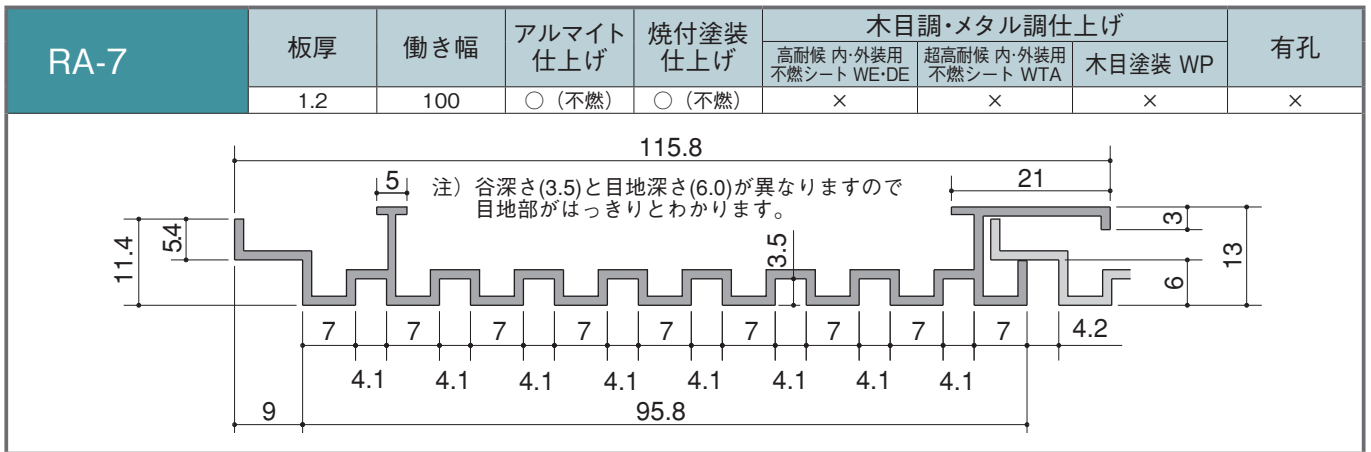 RA-7
板厚
働き幅
アルマイト
仕上げ
焼付塗装
仕上げ
木目調・メタル調仕上げ
高耐候 内・外装用
不燃シート WE・DE
超高耐候 内・外装用
不燃シート WTA
木目塗装 WP
有孔
1.2 100 ○（不燃） ○（不燃） × × × ×
115.8
5
注）谷深さ(3.5)と目地深さ(6.0)が異なりますので
目地部がはっきりとわかります。
21
11.4
5.4
3.5
3
13
6
7 7 7 7 7 7 7 7 7 4.2
4.1 4.1 4.1 4.1 4.1 4.1 4.1 4.1
9 95.8